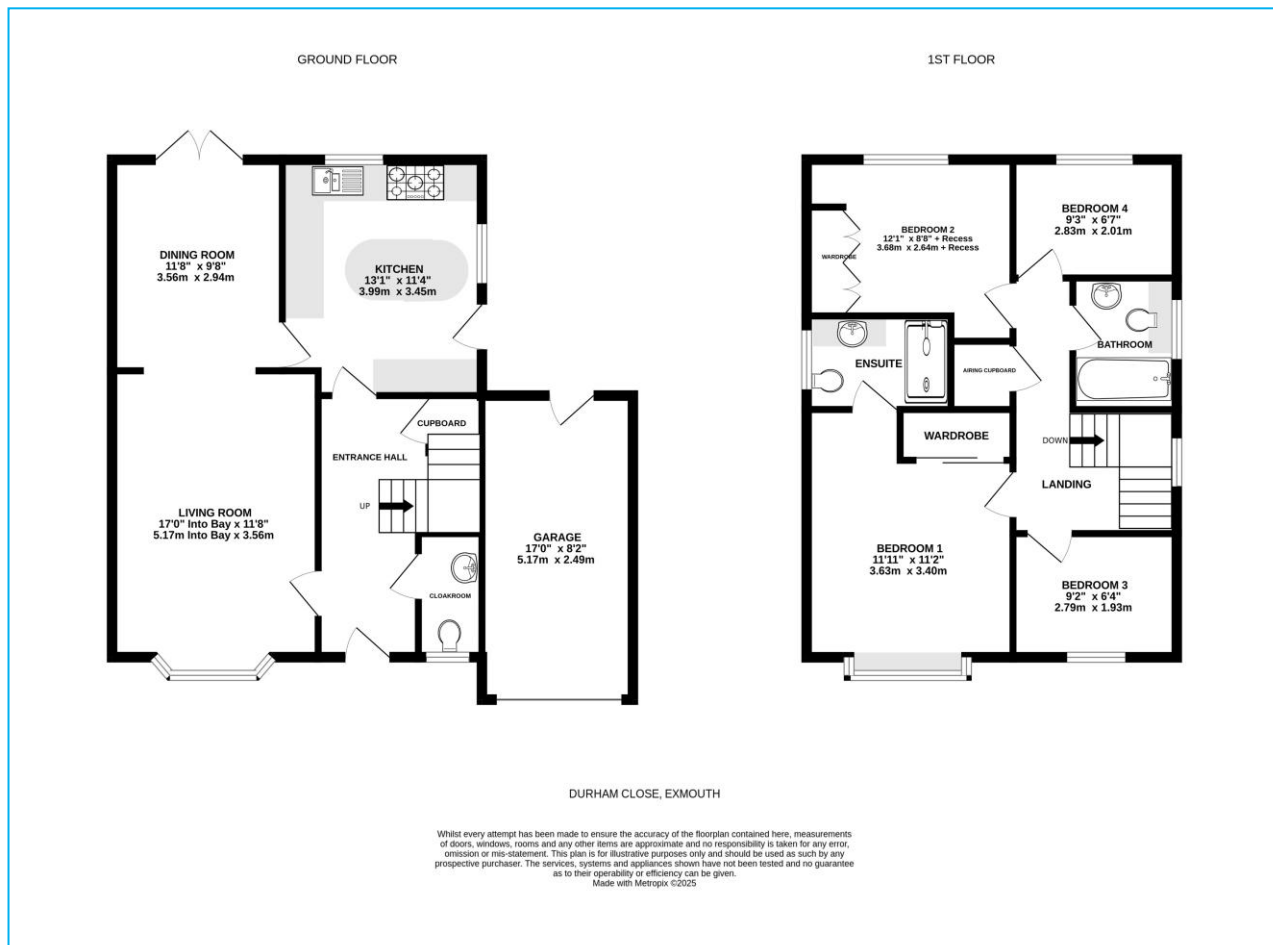 GROUND FLOOR
DINING ROOM
11'8" x 9'8"
3.56m x 2.94m
KITCHEN
13'1" x 11'4"
3.99m x 3.45m
CUPBOARD
ENTRANCE HALL
UP
LIVING ROOM
17'0" Into Bay x 11'8"
5.17m Into Bay x 3.56m
CLOAKROOM
GARAGE
17'0" x 8'2"
5.17m x 2.49m
1ST FLOOR
BEDROOM 2
12'1" x 8'8" + Recess
3.68m x 2.64m + Recess
WARDROBE
BEDROOM 4
9'3" x 6'7"
2.83m x 2.01m
BATHROOM
ENSUITE
AIRING CUPBOARD
WARDROBE
DOWN
LANDING
BEDROOM 1
11'11" x 11'2"
3.63m x 3.40m
BEDROOM 3
9'2" x 6'4"
2.79m x 1.93m
DURHAM CLOSE, EXMOUTH
Whilst every attempt has been made to ensure the accuracy of the floorplan contained here, measurements
of doors, windows, rooms and any other items are approximate and no responsibility is taken for any error,
omission or mis-statement. This plan is for illustrative purposes only and should be used as such by any
prospective purchaser. The services, systems and appliances shown have not been tested and no guarantee
as to their operability or efficiency can be given.
Made with Metropix ©2025